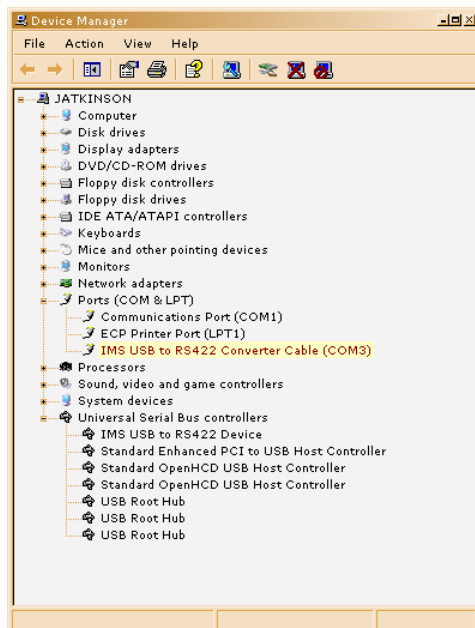 Device Manager
File Action View Help
JATKINSON
Computer
Disk drives
Display adapters
DVD/CD-ROM drives
Floppy disk controllers
Floppy disk drives
IDE ATA/ATAPI controllers
Keyboards
Mice and other pointing devices
Monitors
Network adapters
Ports (COM & LPT)
Communications Port (COM1)
ECP Printer Port (LPT1)
IMS USB to RS422 Converter Cable (COM3)
Processors
Sound, video and game controllers
System devices
Universal Serial Bus controllers
IMS USB to RS422 Device
Standard Enhanced PCI to USB Host Controller
Standard OpenHCD USB Host Controller
Standard OpenHCD USB Host Controller
USB Root Hub
USB Root Hub
USB Root Hub